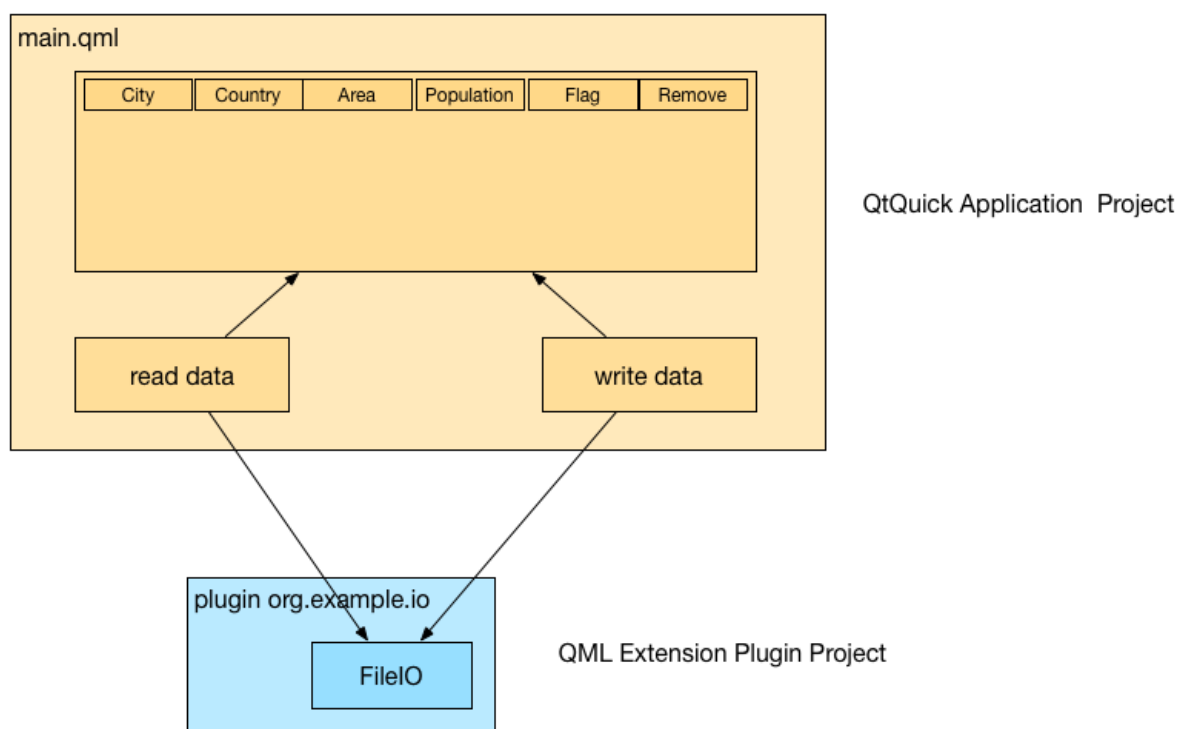 main.qml
City Country Area Population Flag Remove
QtQuick Application Project
read data write data
plugin org.example.io
QML Extension Plugin Project
FileIO